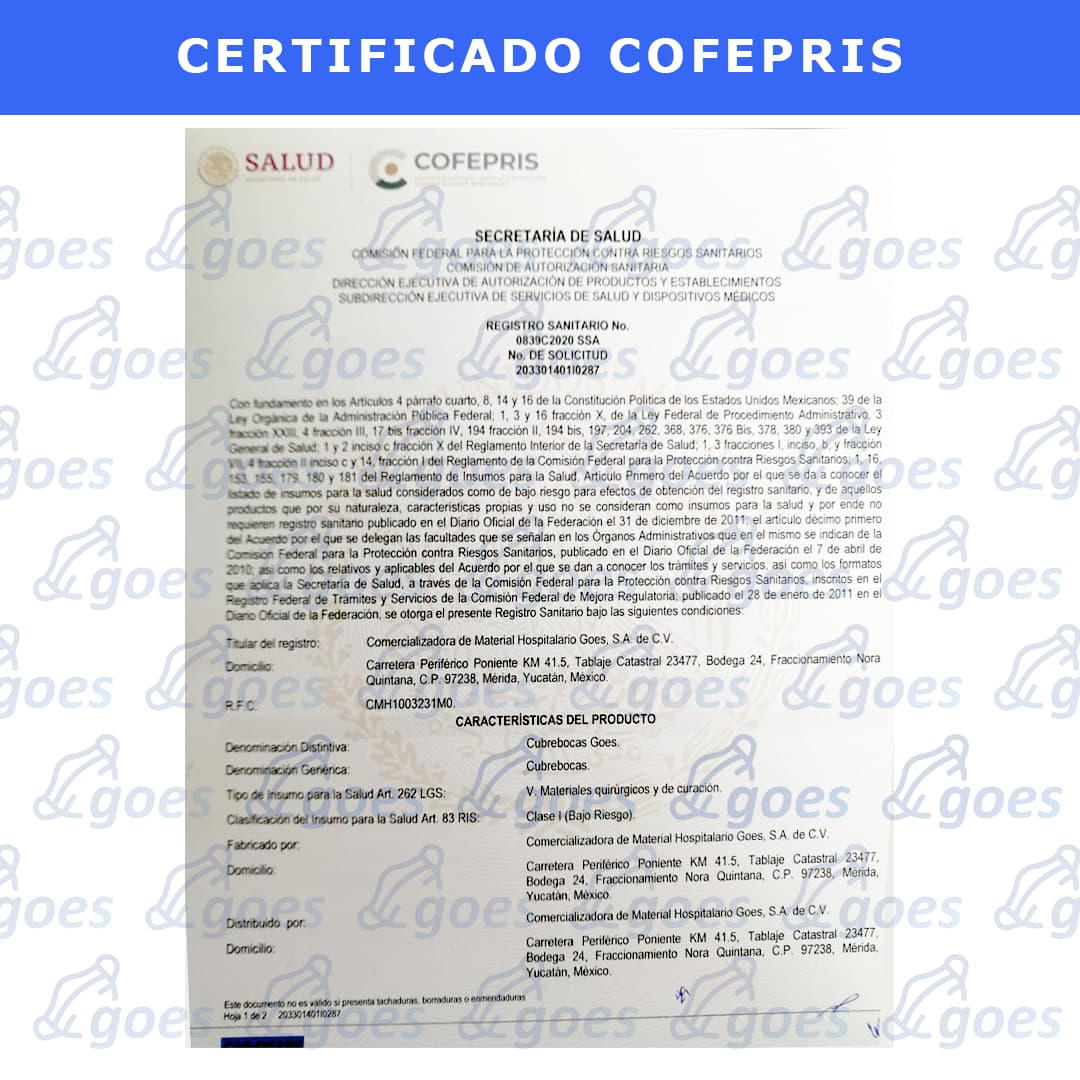 CERTIFICADO COFEPRIS
SALUD
COFEPRIS
SECRETARÍA DE SALUD
COMISIÓN FEDERAL PARA LA PROTECCIÓN CONTRA RIESGOS SANITARIOS
COMISIÓN DE AUTORIZACIÓN SANITARIA
DIRECCIÓN EJECUTIVA DE AUTORIZACIÓN DE PRODUCTOS Y ESTABLECIMIENTOS
SUBDIRECCIÓN EJECUTIVA DE SERVICIOS DE SALUD Y DISPOSITIVOS MÉDICOS
REGISTRO SANITARIO No.
0839C2020 SSA
No. DE SOLICITUD
203301401I0287
Con fundamento en los Artículos 4 párrafo cuarto, 8, 14 y 16 de la Constitución Política de los Estados Unidos Mexicanos; 39 de la
Ley Orgánica de la Administración Pública Federal; 1, 3 y 16 fracción X, de la Ley Federal de Procedimiento Administrativo, 3
fracción XXIII, 4 fracción III, 17 bis fracción IV, 194 fracción II, 194 bis, 197, 204, 262, 368, 376, 376 Bis, 378, 380 y 393 de la Ley
General de Salud; 1 y 2 inciso c fracción X del Reglamento Interior de la Secretaría de Salud; 1, 3 fracciones I, inciso, b, y fracción
VII, 4 fracción II inciso c y 14, fracción I del Reglamento de la Comisión Federal para la Protección contra Riesgos Sanitarios; 1, 16,
153, 155, 179, 180 y 181 del Reglamento de Insumos para la Salud, Artículo Primero del Acuerdo por el que se da a conocer el
listado de insumos para la salud considerados como de bajo riesgo para efectos de obtención del registro sanitario, y de aquellos
productos que por su naturaleza, características propias y uso no se consideran como insumos para la salud y por ende no
requieren registro sanitario publicado en el Diario Oficial de la Federación el 31 de diciembre de 2011; el artículo décimo primero
del Acuerdo por el que se delegan las facultades que se señalan en los Órganos Administrativos que en el mismo se indican de la
Comisión Federal para la Protección contra Riesgos Sanitarios, publicado en el Diario Oficial de la Federación el 7 de abril de
2010; así como los relativos y aplicables del Acuerdo por el que se dan a conocer los trámites y servicios, así como los formatos
que aplica la Secretaría de Salud, a través de la Comisión Federal para la Protección contra Riesgos Sanitarios, inscritos en el
Registro Federal de Trámites y Servicios de la Comisión Federal de Mejora Regulatoria; publicado el 28 de enero de 2011 en el
Diario Oficial de la Federación, se otorga el presente Registro Sanitario bajo las siguientes condiciones:
Titular del registro: Comercializadora de Material Hospitalario Goes, S.A. de C.V.
Domicilio: Carretera Periférico Poniente KM 41.5, Tablaje Catastral 23477, Bodega 24, Fraccionamiento Nora
Quintana, C.P. 97238, Mérida, Yucatán, México.
R.F.C. CMH1003231M0.
CARACTERÍSTICAS DEL PRODUCTO
Denominación Distintiva: Cubrebocas Goes.
Denominación Genérica: Cubrebocas.
Tipo de Insumo para la Salud Art. 262 LGS: V. Materiales quirúrgicos y de curación.
Clasificación del Insumo para la Salud Art. 83 RIS: Clase I (Bajo Riesgo).
Fabricado por: Comercializadora de Material Hospitalario Goes, S.A. de C.V.
Domicilio: Carretera Periférico Poniente KM 41.5, Tablaje Catastral 23477,
Bodega 24, Fraccionamiento Nora Quintana, C.P. 97238, Mérida,
Yucatán, México.
Distribuido por: Comercializadora de Material Hospitalario Goes, S.A. de C.V.
Domicilio: Carretera Periférico Poniente KM 41.5, Tablaje Catastral 23477,
Bodega 24, Fraccionamiento Nora Quintana, C.P. 97238, Mérida,
Yucatán, México.
Este documento no es válido si presenta tachaduras, borraduras o enmendaduras
Hoja 1 de 2 203301401I0287
goes